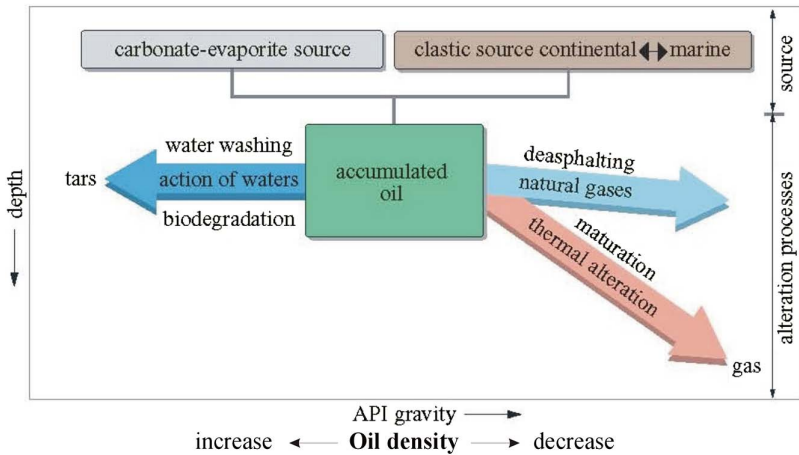 carbonate-evaporite source
clastic source continental ↔ marine
source
water washing
tars
action of waters
biodegradation
accumulated
oil
deasphalting
natural gases
maturation
thermal alteration
gas
depth
alteration processes
API gravity
increase Oil density decrease